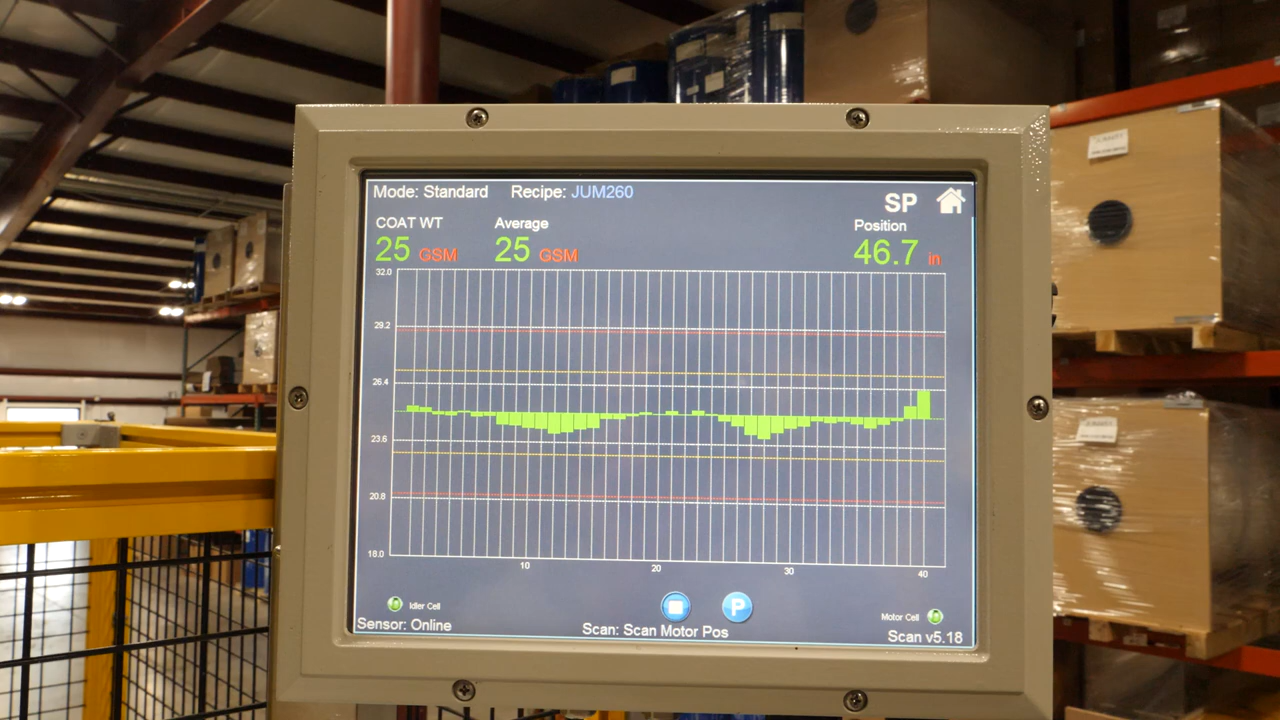 Mode: Standard Recipe: JUM260
SP
COAT WT Average Position
25 GSM 25 GSM 46.7 in
32.0
29.2
26.4
23.6
20.8
18.0
10 20 30 40
Idler Cell P Motor Cell
Sensor: Online Scan: Scan Motor Pos Scan v5.18